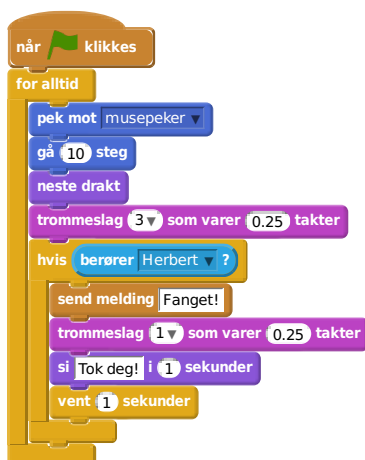 når klikkes
for alltid
pek mot musepeker
gå 10 steg
neste drakt
trommeslag 3 som varer 0.25 takter
hvis berører Herbert ?
send melding Fanget!
trommeslag 1 som varer 0.25 takter
si Tok deg! i 1 sekunder
vent 1 sekunder